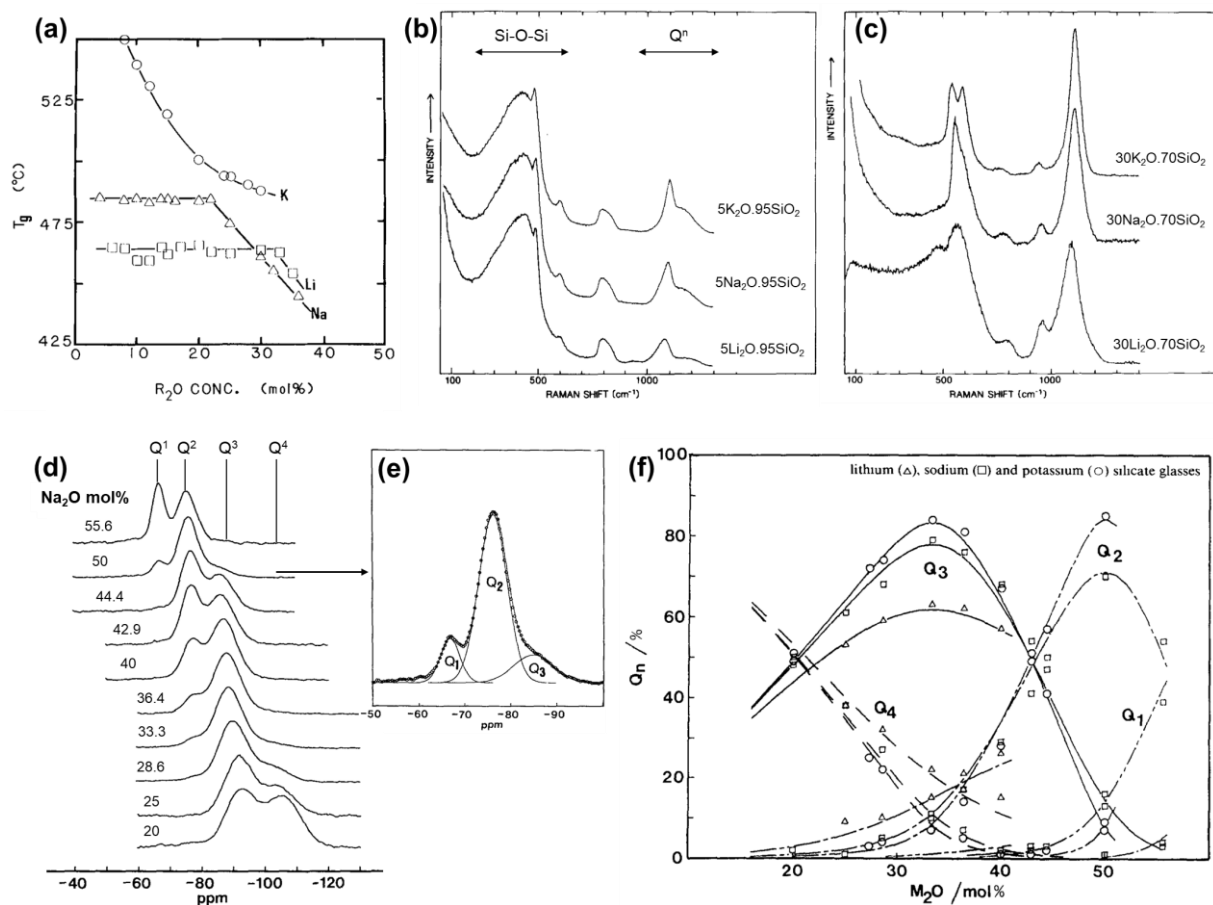 (a)
525
475
425
Tg (°C)
K
Li
Na
0 10 20 30 40 50
R₂O CONC. (mol%)
(b)
Si-O-Si
Qⁿ
INTENSITY
5K₂O.95SiO₂
5Na₂O.95SiO₂
5Li₂O.95SiO₂
100 500 1000
RAMAN SHIFT (cm⁻¹)
(c)
INTENSITY
30K₂O.70SiO₂
30Na₂O.70SiO₂
30Li₂O.70SiO₂
100 500 1000
RAMAN SHIFT (cm⁻¹)
(d)
Q¹ Q² Q³ Q⁴
Na₂O mol%
55.6
50
44.4
42.9
40
36.4
33.3
28.6
25
20
-40 -60 -80 -100 -120
ppm
(e)
Q₁
Q₂
Q₃
-50 -60 -70 -80 -90
ppm
(f)
lithium (△), sodium (□) and potassium (○) silicate glasses
100
80
60
40
20
0
Qn /%
Q₃
Q₂
Q₄
Q₁
20 30 40 50
M₂O /mol%